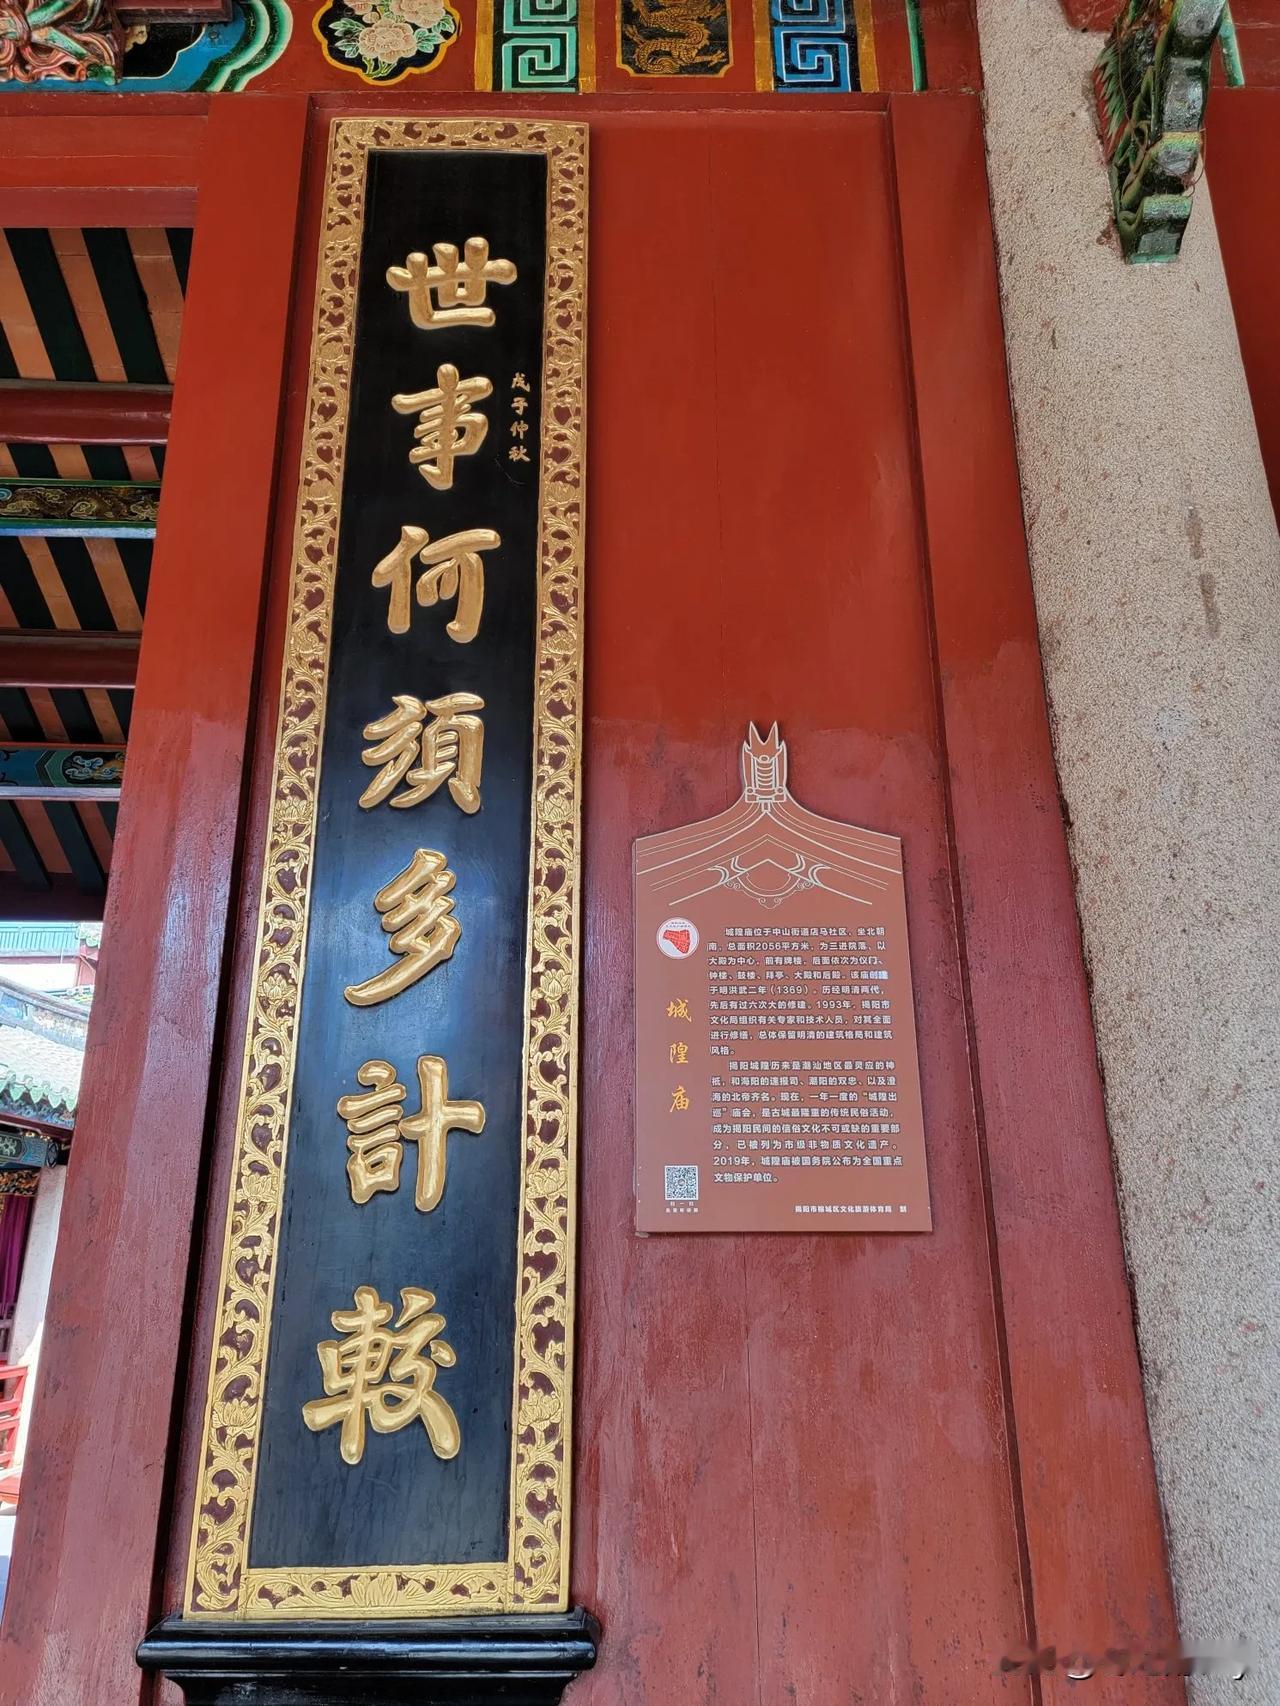 世事何須多計較
戊子仲秋
城隍庙
城隍庙位于中山街道店马社区，坐北朝
南，总面积2056平方米，为三进院落、以
大殿为中心，前有牌楼，后面依次为仪门、
钟楼、鼓楼、拜亭、大殿和后殿。该庙创建
于明洪武二年（1369）。历经明清两代，
先后有过六次大的修建。1993年，揭阳市
文化局组织有关专家和技术人员，对其全面
进行修缮，总体保留明清的建筑格局和建筑
风格。
揭阳城隍历来是潮汕地区最灵应的神
祇，和海阳的速报司、潮阳的双忠、以及澄
海的北帝齐名。现在，一年一度的“城隍出
巡”庙会，是古城最隆重的传统民俗活动，
成为揭阳民间的信俗文化不可或缺的重要部
分，已被列为市级非物质文化遗产。
2019年，城隍庙被国务院公布为全国重点
文物保护单位。
扫一扫
揭阳市榕城区文化旅游体育局 制